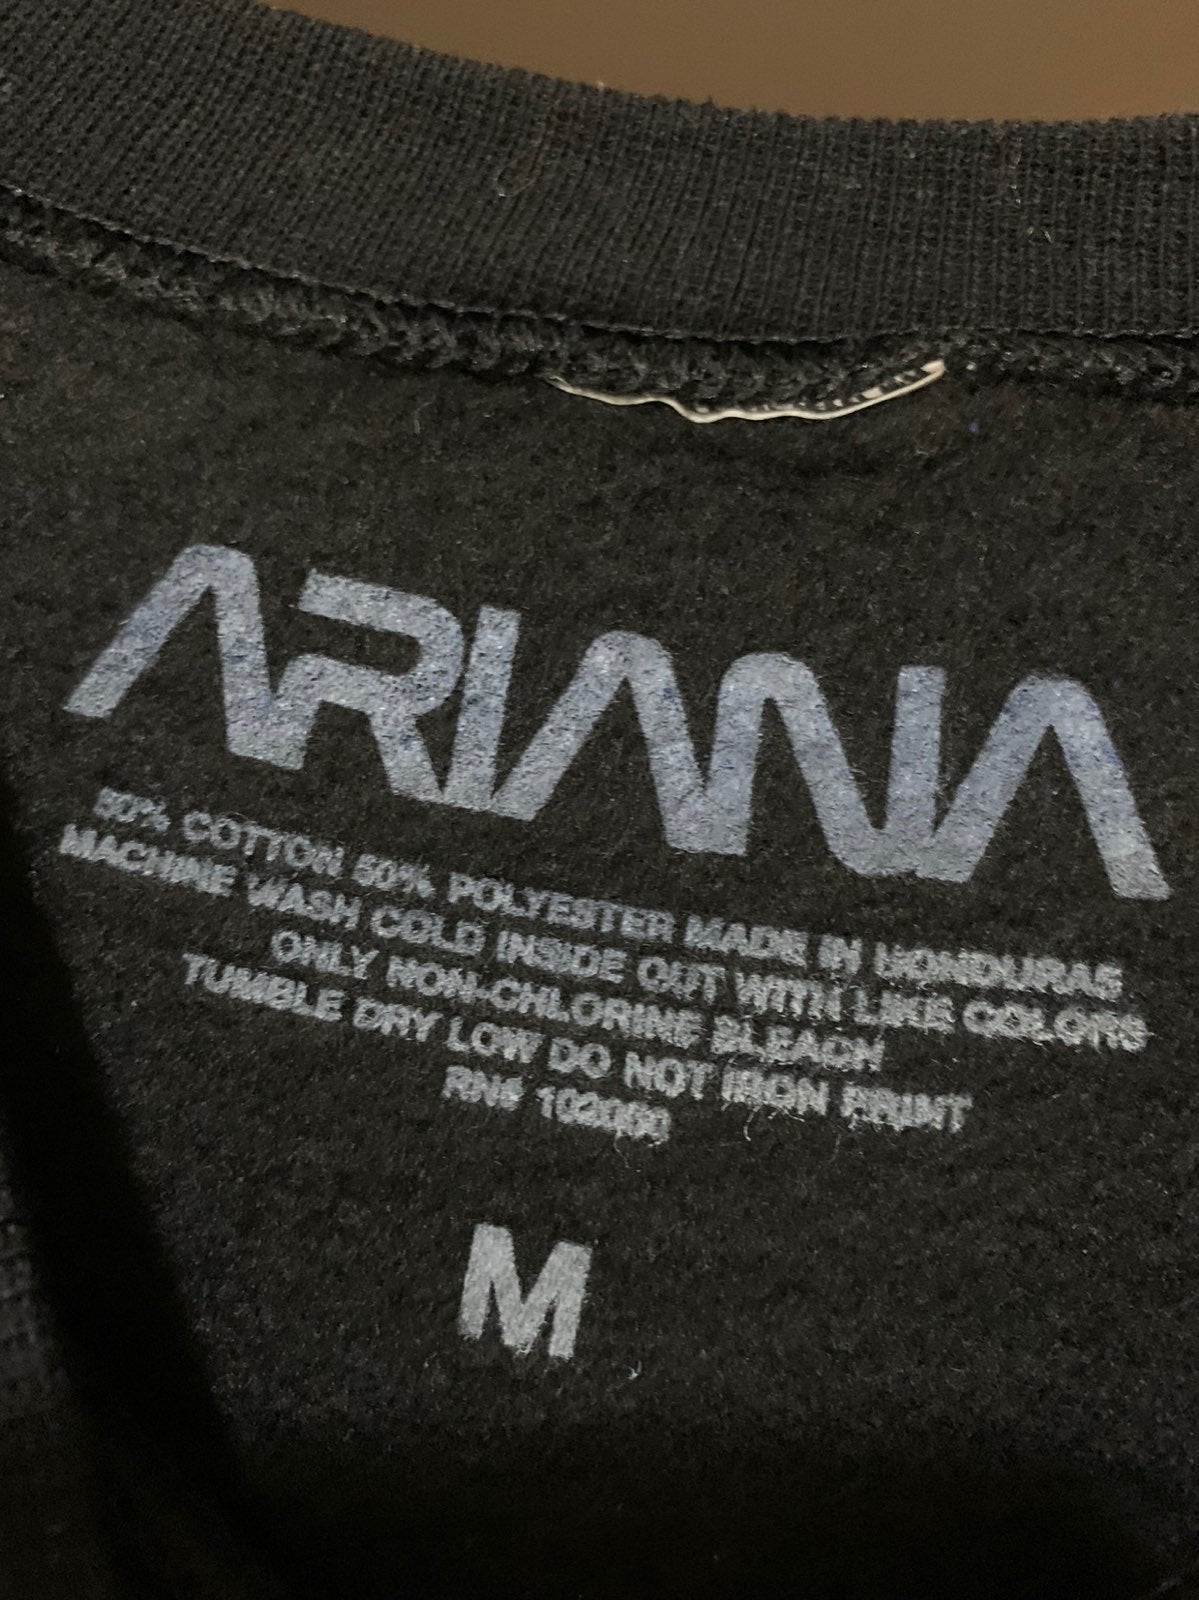 ARIANA
50% COTTON 50% POLYESTER MADE IN HONDURAS
MACHINE WASH COLD INSIDE OUT WITH LIKE COLORS
ONLY NON-CHLORINE BLEACH
TUMBLE DRY LOW DO NOT IRON PRINT
RN#
M